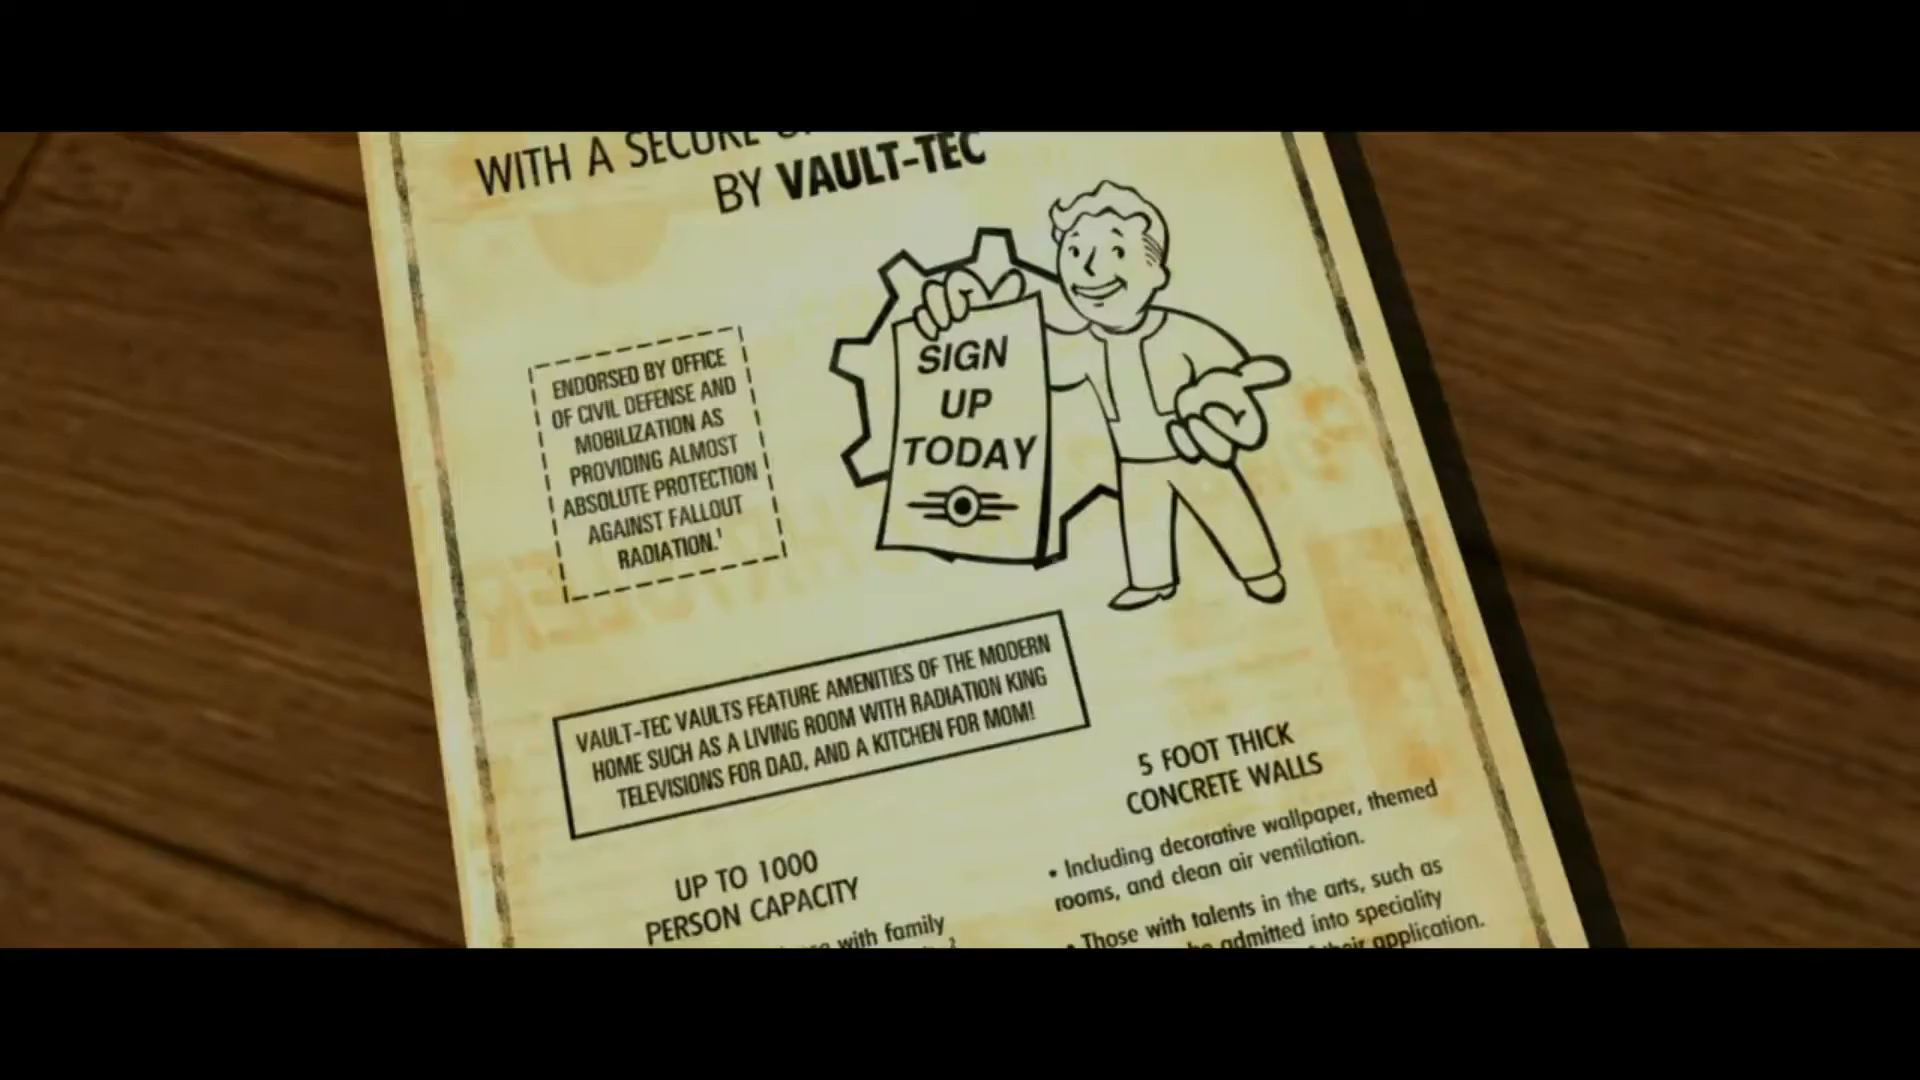 WITH A SECURE
BY VAULT-TEC
SIGN
UP
TODAY
ENDORSED BY OFFICE
OF CIVIL DEFENSE AND
MOBILIZATION AS
PROVIDING ALMOST
ABSOLUTE PROTECTION
AGAINST FALLOUT
RADIATION.¹
VAULT-TEC VAULTS FEATURE AMENITIES OF THE MODERN
HOME SUCH AS A LIVING ROOM WITH RADIATION KING
TELEVISIONS FOR DAD, AND A KITCHEN FOR MOM!
UP TO 1000
PERSON CAPACITY
with family
2
5 FOOT THICK
CONCRETE WALLS
• Including decorative wallpaper, themed
rooms, and clean air ventilation.
• Those with talents in the arts, such as
be admitted into speciality
their application.